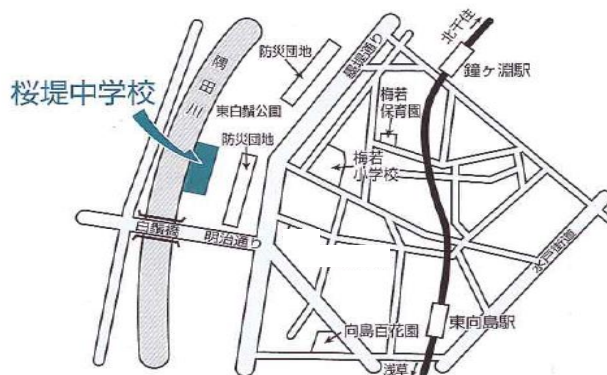 北千住
鐘ヶ淵駅
墨堤通り
防災団地
隅田川
桜堤中学校
東白鬚公園
梅若
保育園
防災団地
梅若
小学校
白鬚橋
明治通り
水戸街道
東向島駅
向島百花園
浅草